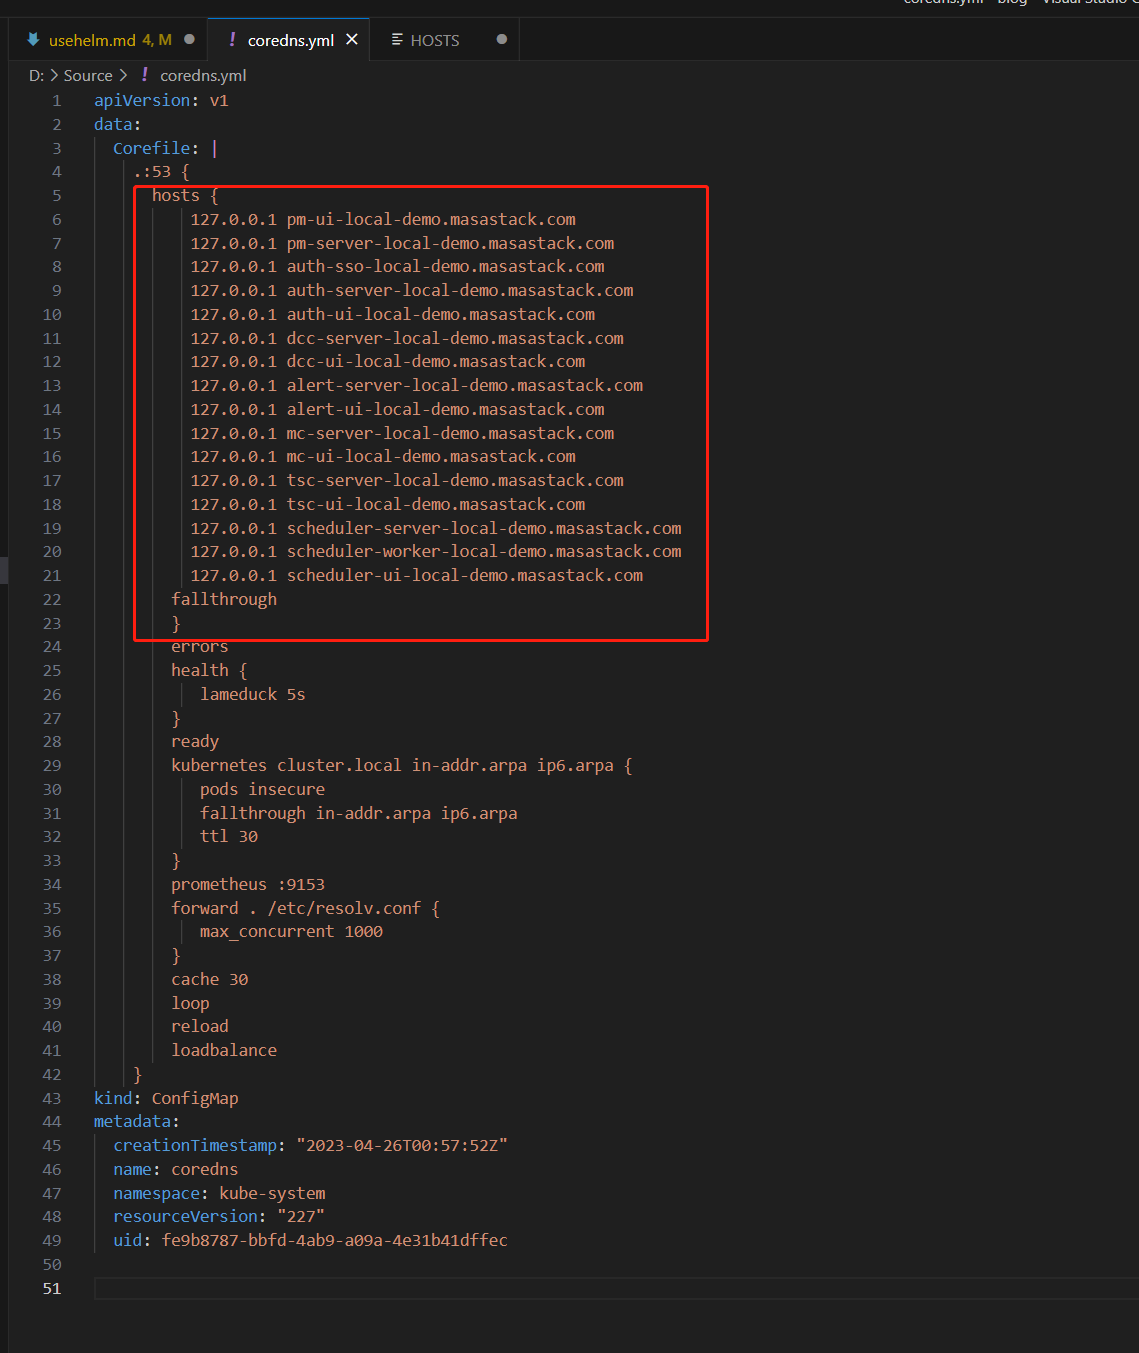 coredns.yml - blog - Visual Studio
usehelm.md 4, M ● ! coredns.yml × HOSTS ●
D: > Source > ! coredns.yml
1 apiVersion: v1
2 data:
3 Corefile: |
4 .:53 {
5 hosts {
6 127.0.0.1 pm-ui-local-demo.masastack.com
7 127.0.0.1 pm-server-local-demo.masastack.com
8 127.0.0.1 auth-sso-local-demo.masastack.com
9 127.0.0.1 auth-server-local-demo.masastack.com
10 127.0.0.1 auth-ui-local-demo.masastack.com
11 127.0.0.1 dcc-server-local-demo.masastack.com
12 127.0.0.1 dcc-ui-local-demo.masastack.com
13 127.0.0.1 alert-server-local-demo.masastack.com
14 127.0.0.1 alert-ui-local-demo.masastack.com
15 127.0.0.1 mc-server-local-demo.masastack.com
16 127.0.0.1 mc-ui-local-demo.masastack.com
17 127.0.0.1 tsc-server-local-demo.masastack.com
18 127.0.0.1 tsc-ui-local-demo.masastack.com
19 127.0.0.1 scheduler-server-local-demo.masastack.com
20 127.0.0.1 scheduler-worker-local-demo.masastack.com
21 127.0.0.1 scheduler-ui-local-demo.masastack.com
22 fallthrough
23 }
24 errors
25 health {
26 lameduck 5s
27 }
28 ready
29 kubernetes cluster.local in-addr.arpa ip6.arpa {
30 pods insecure
31 fallthrough in-addr.arpa ip6.arpa
32 ttl 30
33 }
34 prometheus :9153
35 forward . /etc/resolv.conf {
36 max_concurrent 1000
37 }
38 cache 30
39 loop
40 reload
41 loadbalance
42 }
43 kind: ConfigMap
44 metadata:
45 creationTimestamp: "2023-04-26T00:57:52Z"
46 name: coredns
47 namespace: kube-system
48 resourceVersion: "227"
49 uid: fe9b8787-bbfd-4ab9-a09a-4e31b41dffec
50
51